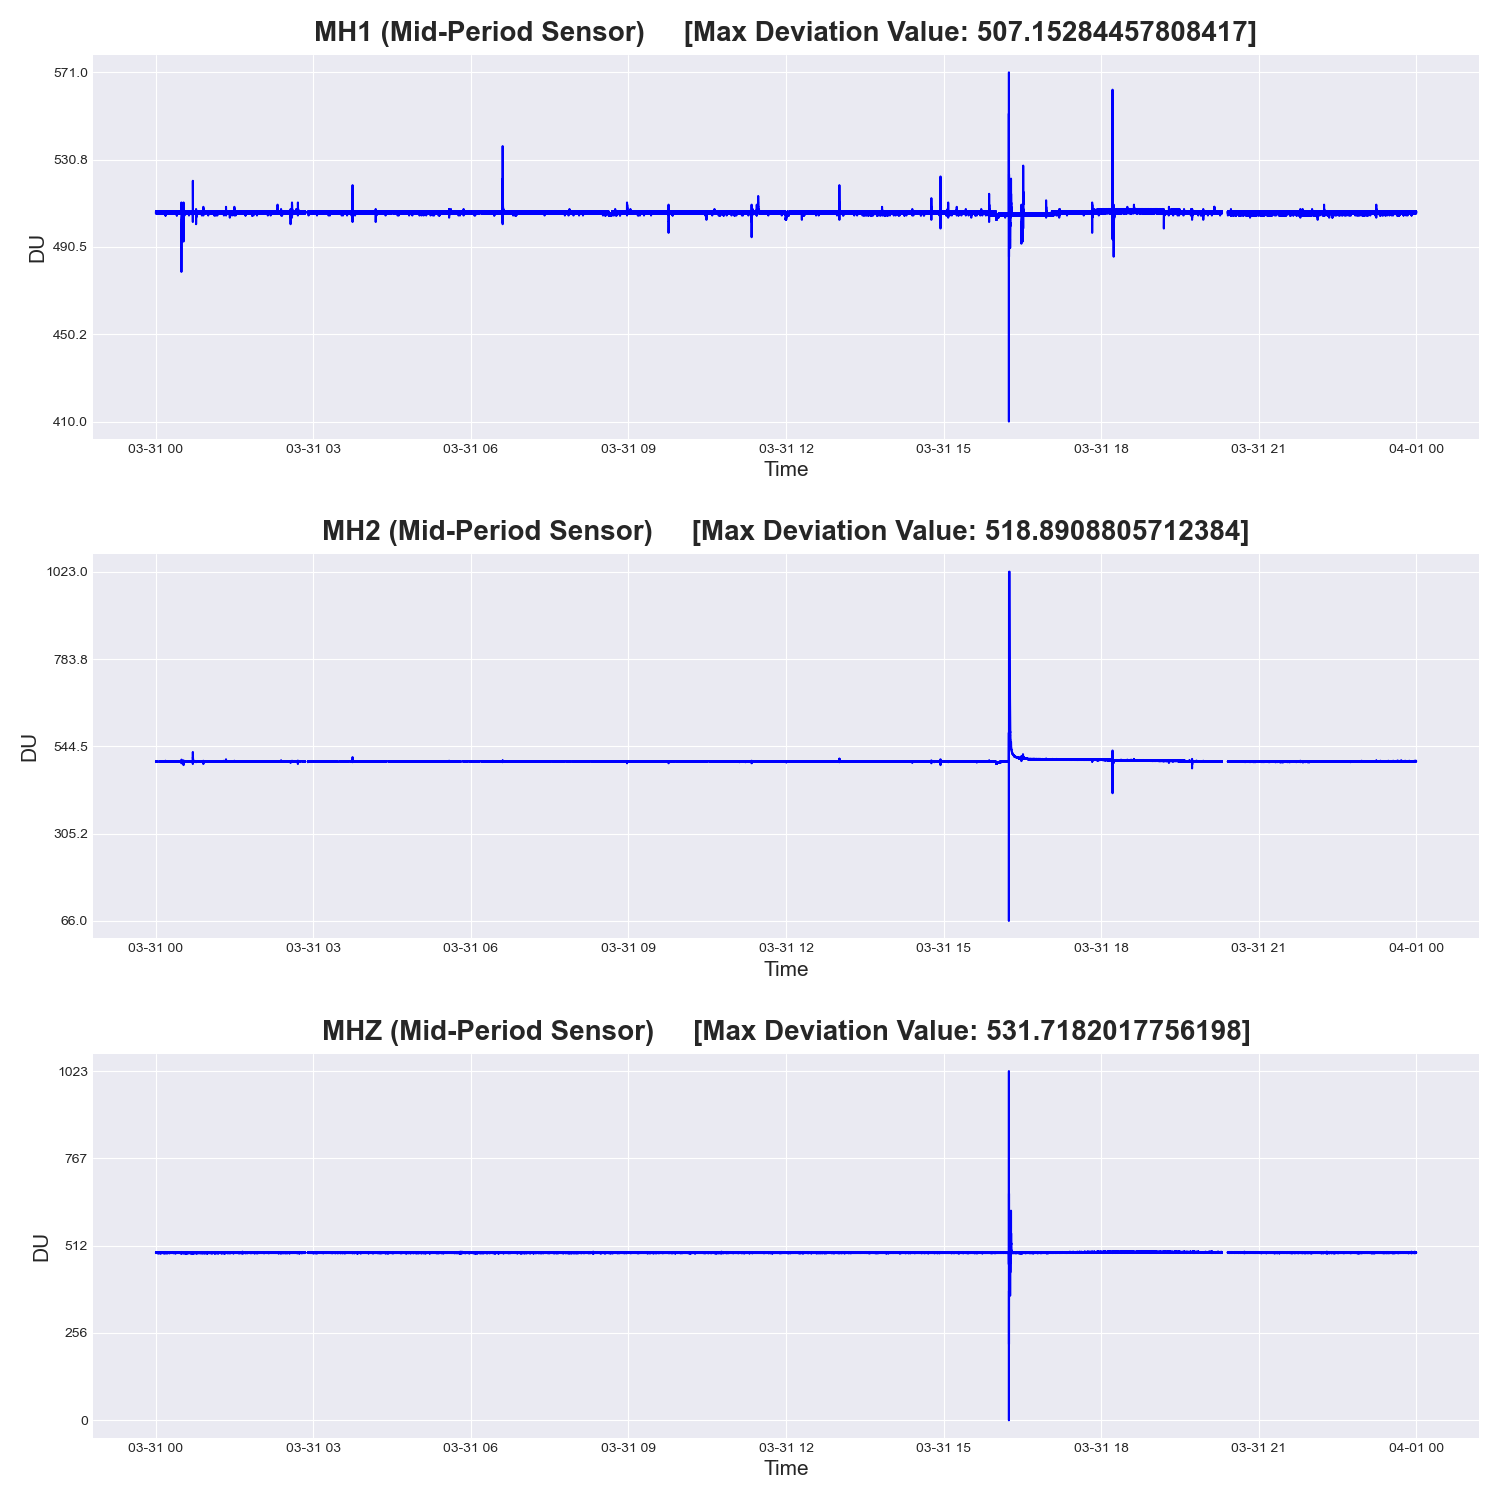 MH1 (Mid-Period Sensor) [Max Deviation Value: 507.15284457808417]
571.0
530.8
490.5
450.2
410.0
DU
03-31 00 03-31 03 03-31 06 03-31 09 03-31 12 03-31 15 03-31 18 03-31 21 04-01 00
Time
MH2 (Mid-Period Sensor) [Max Deviation Value: 518.8908805712384]
1023.0
783.8
544.5
305.2
66.0
DU
03-31 00 03-31 03 03-31 06 03-31 09 03-31 12 03-31 15 03-31 18 03-31 21 04-01 00
Time
MHZ (Mid-Period Sensor) [Max Deviation Value: 531.7182017756198]
1023
767
512
256
0
DU
03-31 00 03-31 03 03-31 06 03-31 09 03-31 12 03-31 15 03-31 18 03-31 21 04-01 00
Time